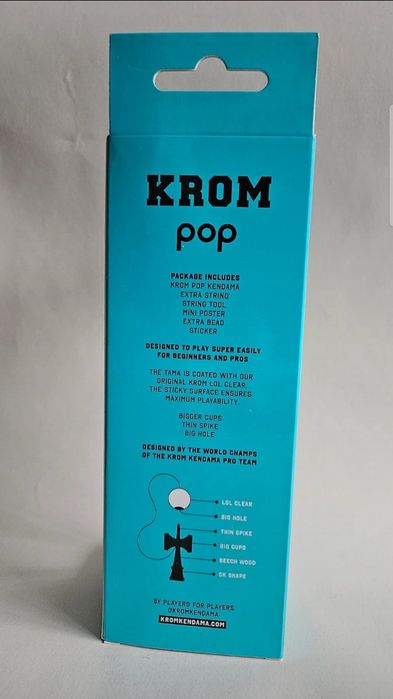 KROM
pop
PACKAGE INCLUDES
KROM POP KENDAMA
EXTRA STRING
STRING TOOL
MINI POSTER
EXTRA BEAD
STICKER
DESIGNED TO PLAY SUPER EASILY
FOR BEGINNERS AND PROS
THE TAMA IS COATED WITH OUR
ORIGINAL KROM LOL CLEAR.
THE STICKY SURFACE ENSURES
MAXIMUM PLAYABILITY.
BIGGER CUPS
THIN SPIKE
BIG HOLE
DESIGNED BY THE WORLD CHAMPS
OF THE KROM KENDAMA PRO TEAM
LOL CLEAR
BIG HOLE
THIN SPIKE
BIG CUPS
BEECH WOOD
GK SHAPE
BY PLAYERS FOR PLAYERS
@KROMKENDAMA
KROMKENDAMA.COM